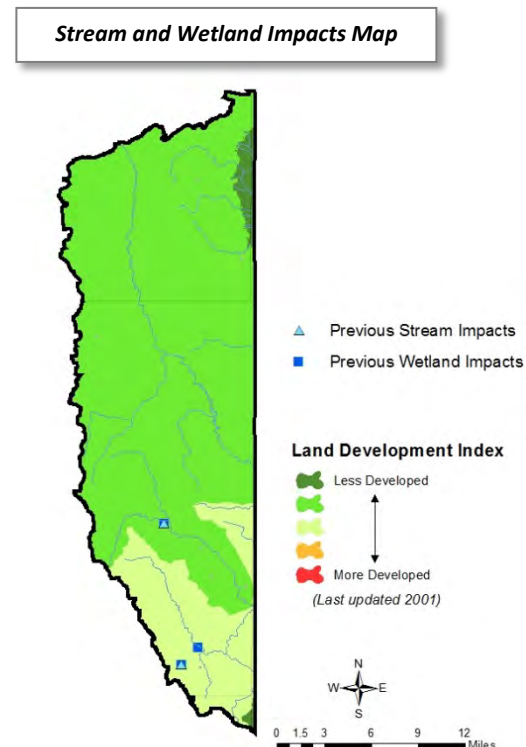 Stream and Wetland Impacts Map
Previous Stream Impacts
Previous Wetland Impacts
Land Development Index
Less Developed
More Developed
(Last updated 2001)
N
W E
S
0 1.5 3 6 9 12
Miles